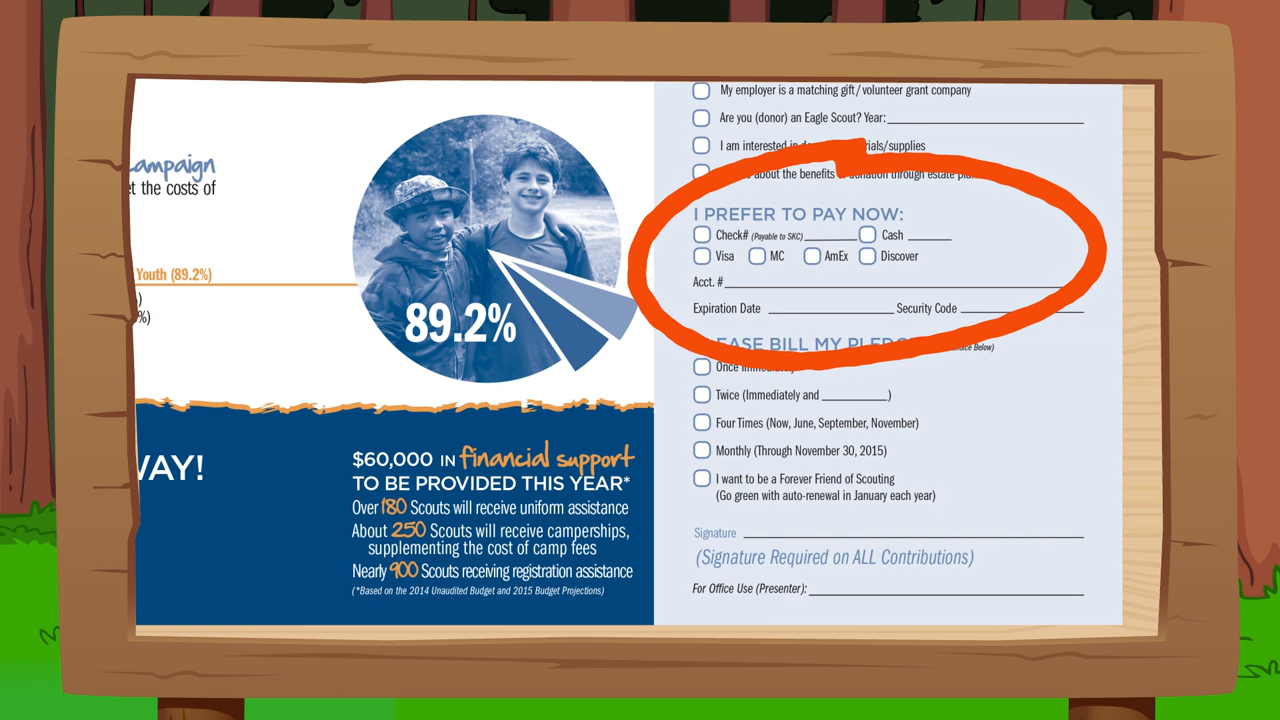 ampaign
et the costs of
Youth (89.2%)
)
%)
89.2%
WAY!
$60,000 IN financial support
TO BE PROVIDED THIS YEAR*
Over 180 Scouts will receive uniform assistance
About 250 Scouts will receive camperships,
supplementing the cost of camp fees
Nearly 900 Scouts receiving registration assistance
(*Based on the 2014 Unaudited Budget and 2015 Budget Projections)
My employer is a matching gift/volunteer grant company
Are you (donor) an Eagle Scout? Year:
I am interested in rials/supplies
about the benefits donation through estate
I PREFER TO PAY NOW:
Check# (Payable to SKC) Cash
Visa MC AmEx Discover
Acct. #
Expiration Date Security Code
EASE BILL MY Below)
Once
Twice (Immediately and )
Four Times (Now, June, September, November)
Monthly (Through November 30, 2015)
I want to be a Forever Friend of Scouting
(Go green with auto-renewal in January each year)
Signature
(Signature Required on ALL Contributions)
For Office Use (Presenter):